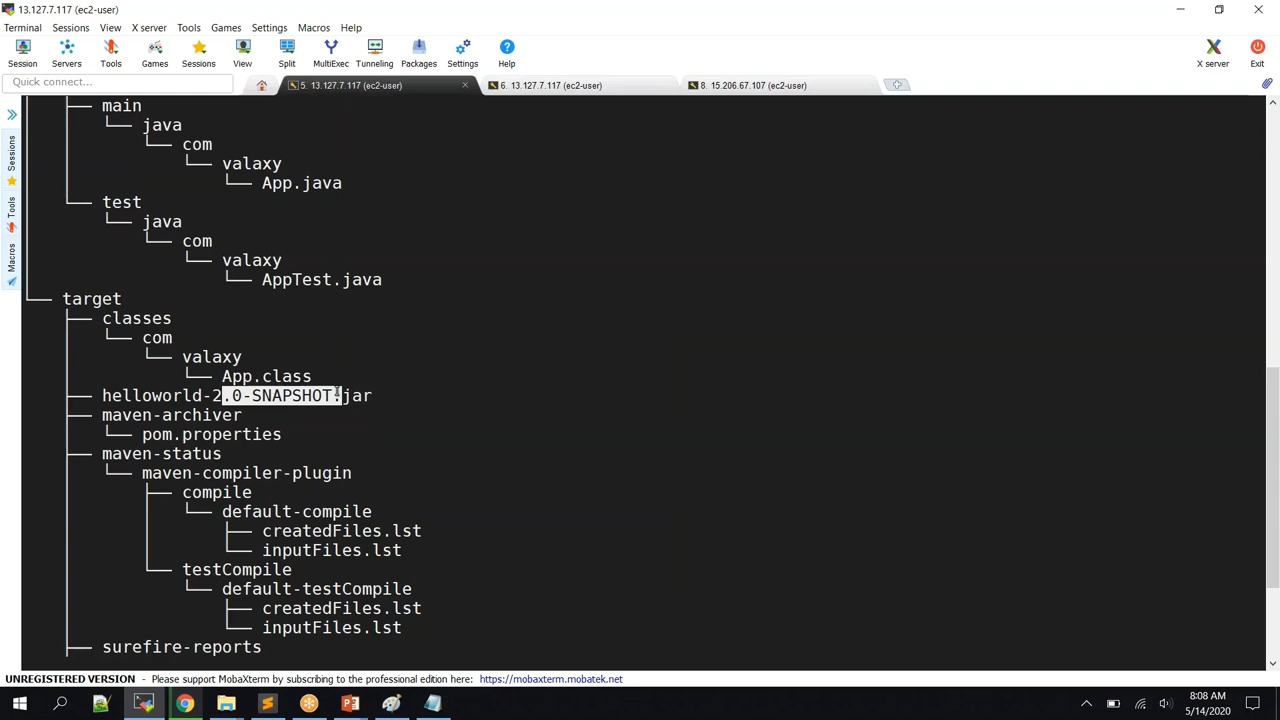 13.127.7.117 (ec2-user)
Terminal Sessions View X server Tools Games Settings Macros Help
Session Servers Tools Games Sessions View Split MultiExec Tunneling Packages Settings Help X server Exit
Quick connect...
5. 13.127.7.117 (ec2-user) 6. 13.127.7.117 (ec2-user) 8. 15.206.67.107 (ec2-user)
Sessions
Tools
Macros
│   ├── main
│   │   └── java
│   │       └── com
│   │           └── valaxy
│   │               └── App.java
│   └── test
│       └── java
│           └── com
│               └── valaxy
│                   └── AppTest.java
└── target
    ├── classes
    │   └── com
    │       └── valaxy
    │           └── App.class
    ├── helloworld-2.0-SNAPSHOT.jar
    ├── maven-archiver
    │   └── pom.properties
    ├── maven-status
    │   └── maven-compiler-plugin
    │       ├── compile
    │       │   └── default-compile
    │       │       ├── createdFiles.lst
    │       │       └── inputFiles.lst
    │       └── testCompile
    │           └── default-testCompile
    │               ├── createdFiles.lst
    │               └── inputFiles.lst
    ├── surefire-reports
UNREGISTERED VERSION - Please support MobaXterm by subscribing to the professional edition here: https://mobaxterm.mobatek.net
8:08 AM
5/14/2020